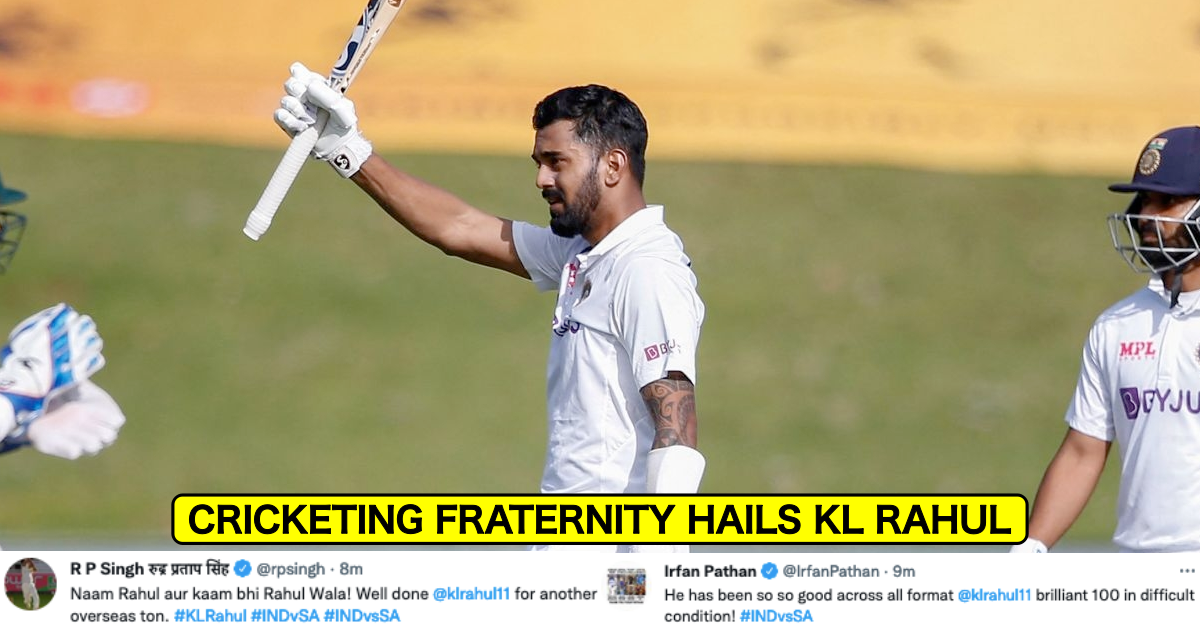 MPL
BYJU
CRICKETING FRATERNITY HAILS KL RAHUL
R P Singh रुद्र प्रताप सिंह @rpsingh · 8m
Naam Rahul aur kaam bhi Rahul Wala! Well done @klrahul11 for another
overseas ton. #KLRahul #INDvSA #INDvsSA
Irfan Pathan @IrfanPathan · 9m
He has been so so good across all format @klrahul11 brilliant 100 in difficult
condition! #INDvsSA